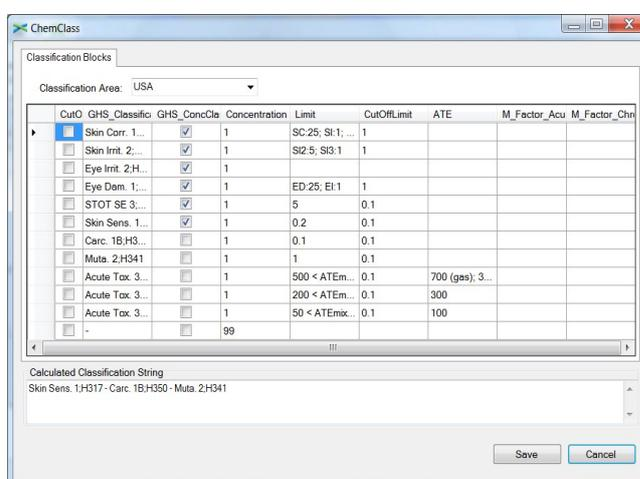 ChemClass
Classification Blocks
Classification Area: USA
CutO GHS_Classific GHS_ConcCla Concentration Limit CutOffLimit ATE M_Factor_Acu M_Factor_Chro
Skin Corr. 1... 1 SC:25; SI:1; ... 1
Skin Irrit. 2;... 1 SI2:5; SI3:1 1
Eye Irrit. 2;H... 1
Eye Dam. 1;... 1 ED:25; EI:1 1
STOT SE 3;... 1 5 0.1
Skin Sens. 1... 1 0.2 0.1
Carc. 1B;H3... 1 0.1 0.1
Muta. 2;H341 1 1 0.1
Acute Tox. 3... 1 500 < ATEm... 0.1 700 (gas); 3...
Acute Tox. 3... 1 200 < ATEm... 0.1 300
Acute Tox. 3... 1 50 < ATEmix... 0.1 100
- 99
Calculated Classification String
Skin Sens. 1;H317 - Carc. 1B;H350 - Muta. 2;H341
Save Cancel